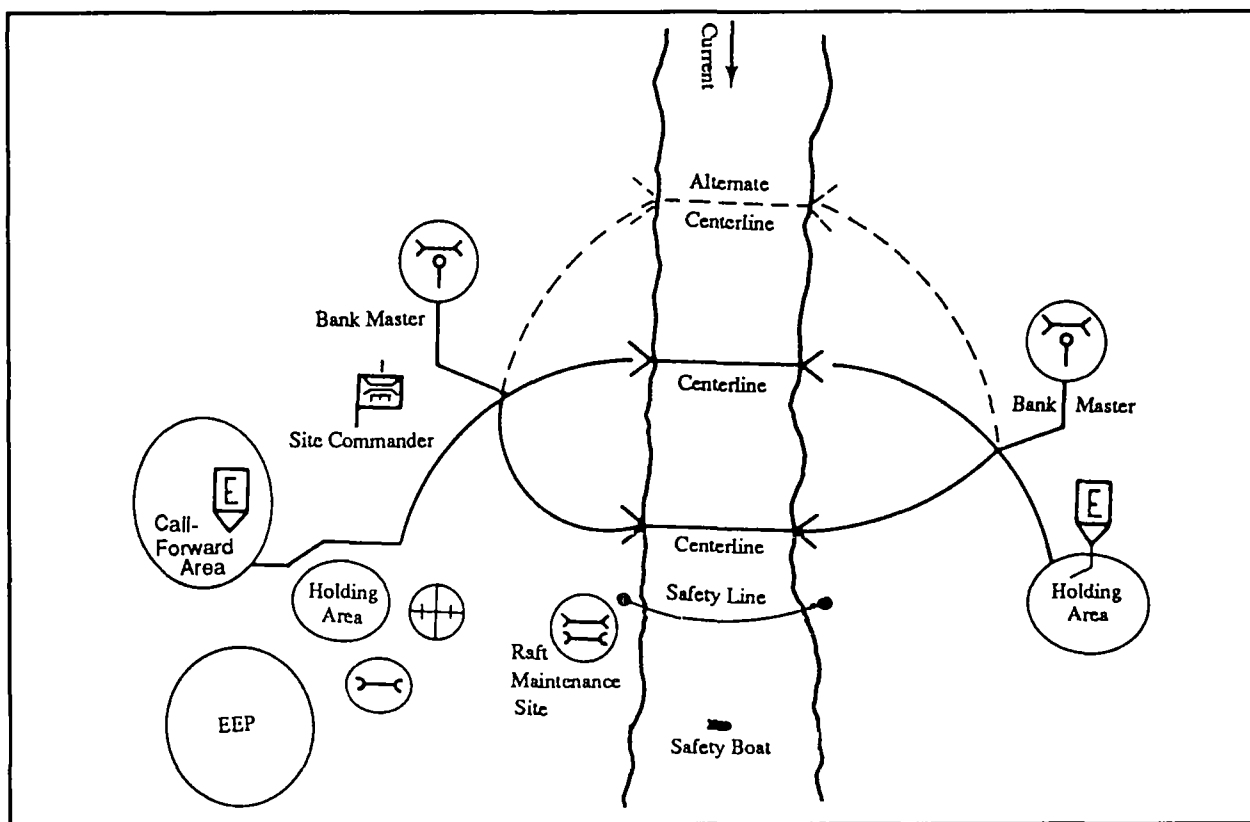 Current
Alternate
Centerline
Bank Master
Bank Master
Centerline
Site Commander
E
Call-
Forward
Area
E
Centerline
Holding
Area
Safety Line
Holding
Area
Raft
Maintenance
Site
EEP
Safety Boat